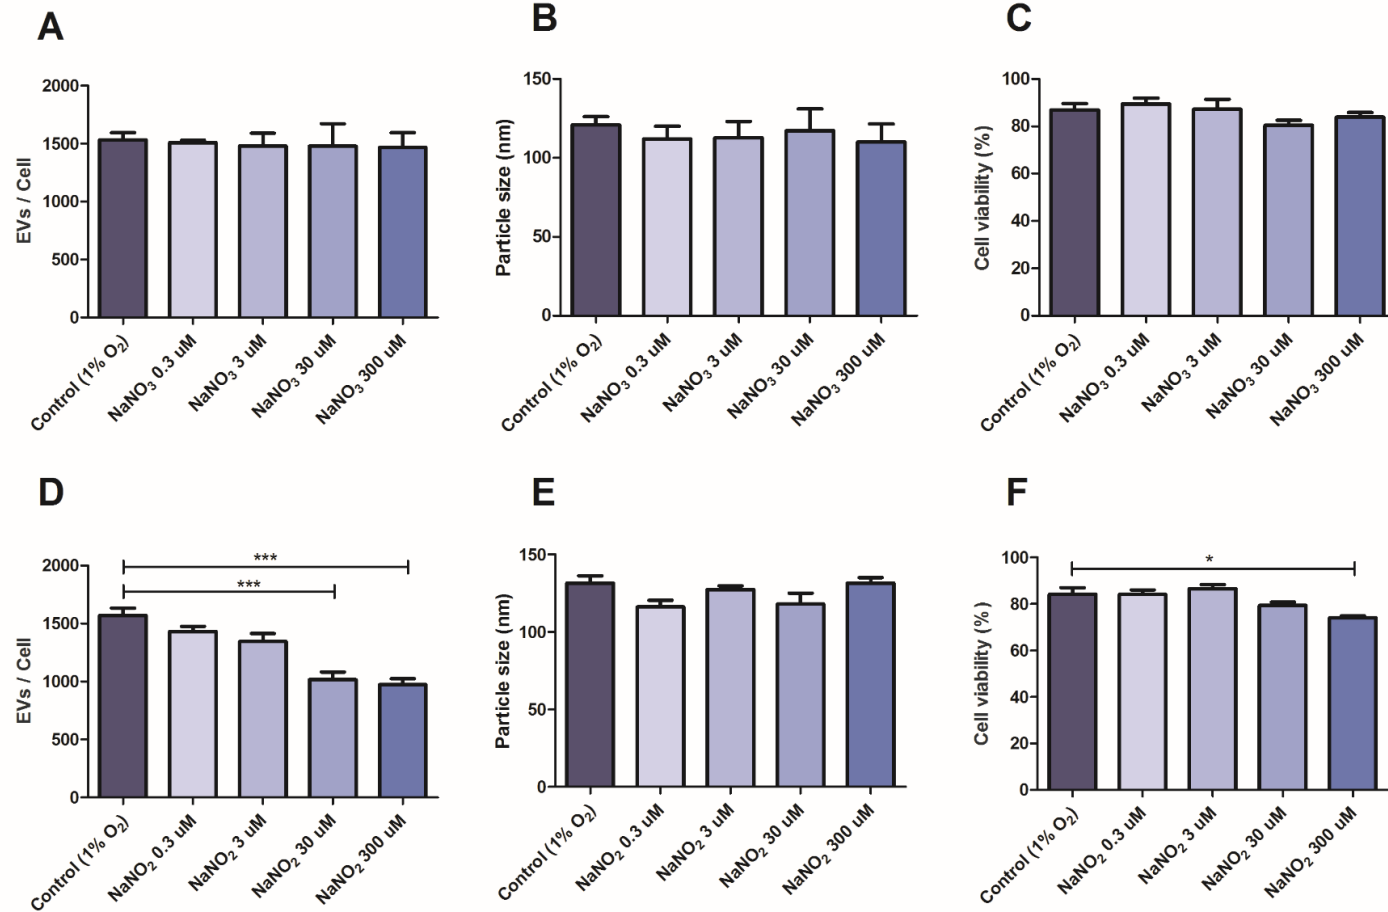 A
EVs / Cell
2000
1500
1000
500
0
Control (1% O₂)
NaNO₃ 0.3 uM
NaNO₃ 3 uM
NaNO₃ 30 uM
NaNO₃ 300 uM
B
Particle size (nm)
150
100
50
0
Control (1% O₂)
NaNO₃ 0.3 uM
NaNO₃ 3 uM
NaNO₃ 30 uM
NaNO₃ 300 uM
C
Cell viability (%)
100
80
60
40
20
0
Control (1% O₂)
NaNO₃ 0.3 uM
NaNO₃ 3 uM
NaNO₃ 30 uM
NaNO₃ 300 uM
D
EVs / Cell
2000
1500
1000
500
0
***
***
Control (1% O₂)
NaNO₂ 0.3 uM
NaNO₂ 3 uM
NaNO₂ 30 uM
NaNO₂ 300 uM
E
Particle size (nm)
150
100
50
0
Control (1% O₂)
NaNO₂ 0.3 uM
NaNO₂ 3 uM
NaNO₂ 30 uM
NaNO₂ 300 uM
F
Cell viability (%)
100
80
60
40
20
0
*
Control (1% O₂)
NaNO₂ 0.3 uM
NaNO₂ 3 uM
NaNO₂ 30 uM
NaNO₂ 300 uM